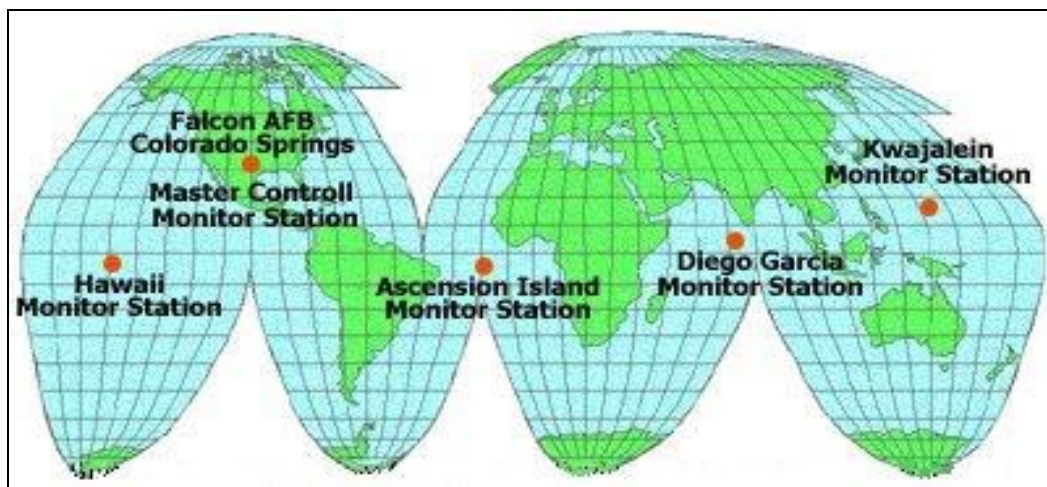 Falcon AFB
Colorado Springs
Master Controll
Monitor Station
Hawaii
Monitor Station
Ascension Island
Monitor Station
Diego Garcia
Monitor Station
Kwajalein
Monitor Station